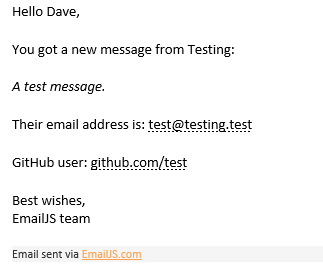 Hello Dave,
You got a new message from Testing:
A test message.
Their email address is: test@testing.test
GitHub user: github.com/test
Best wishes,
EmailJS team
Email sent via EmailJS.com